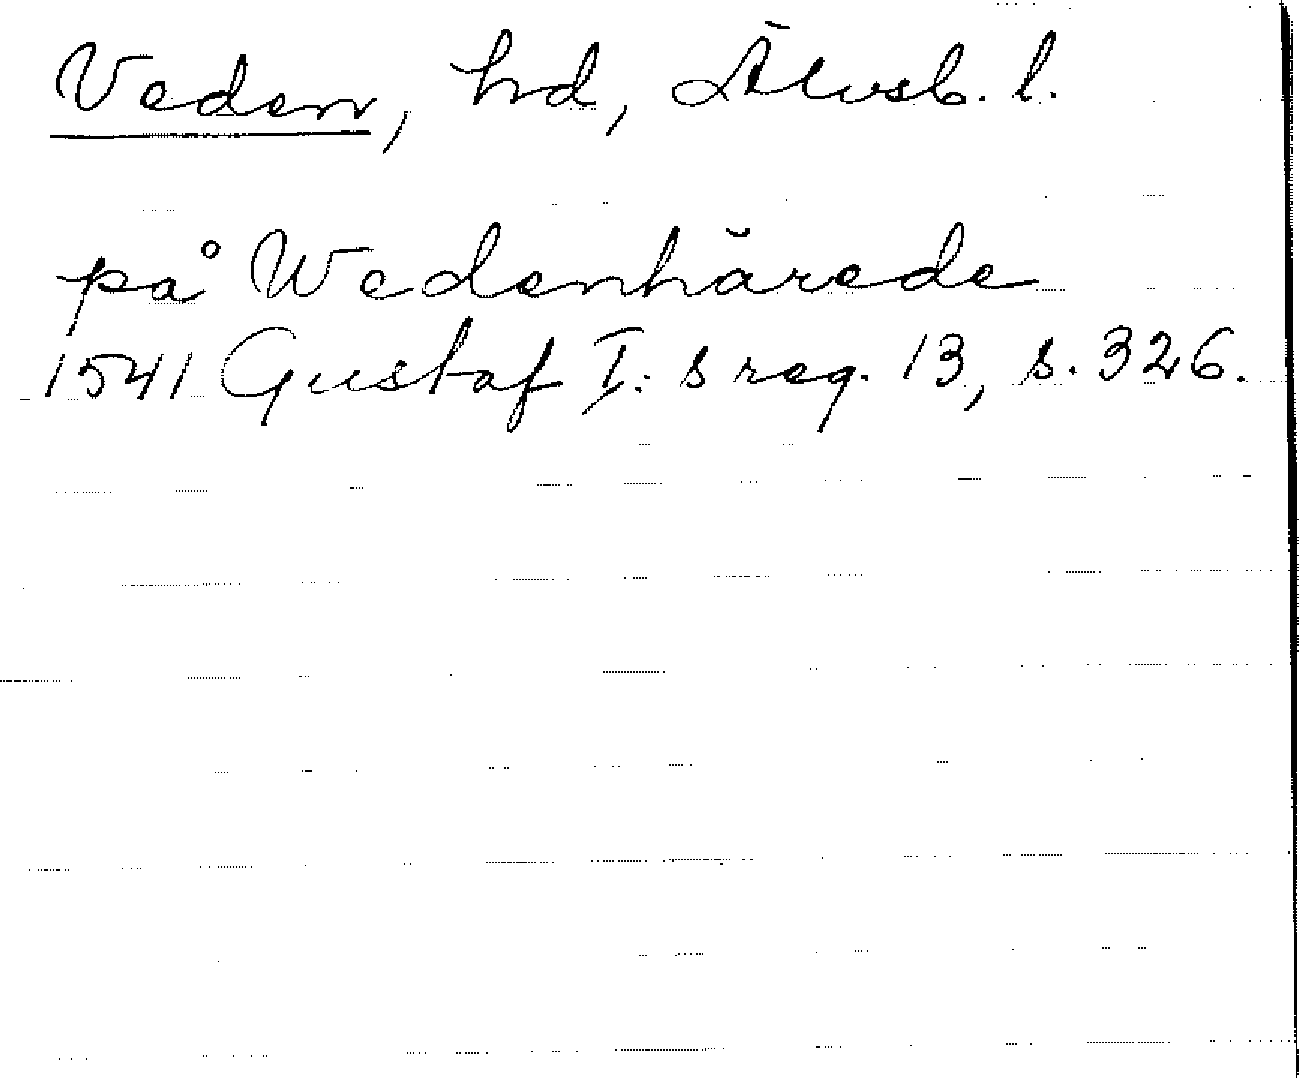 Veden, hd, Älvsb. l.
på Wedenhärede
1541 Gustaf I: s reg. 13, s. 326.